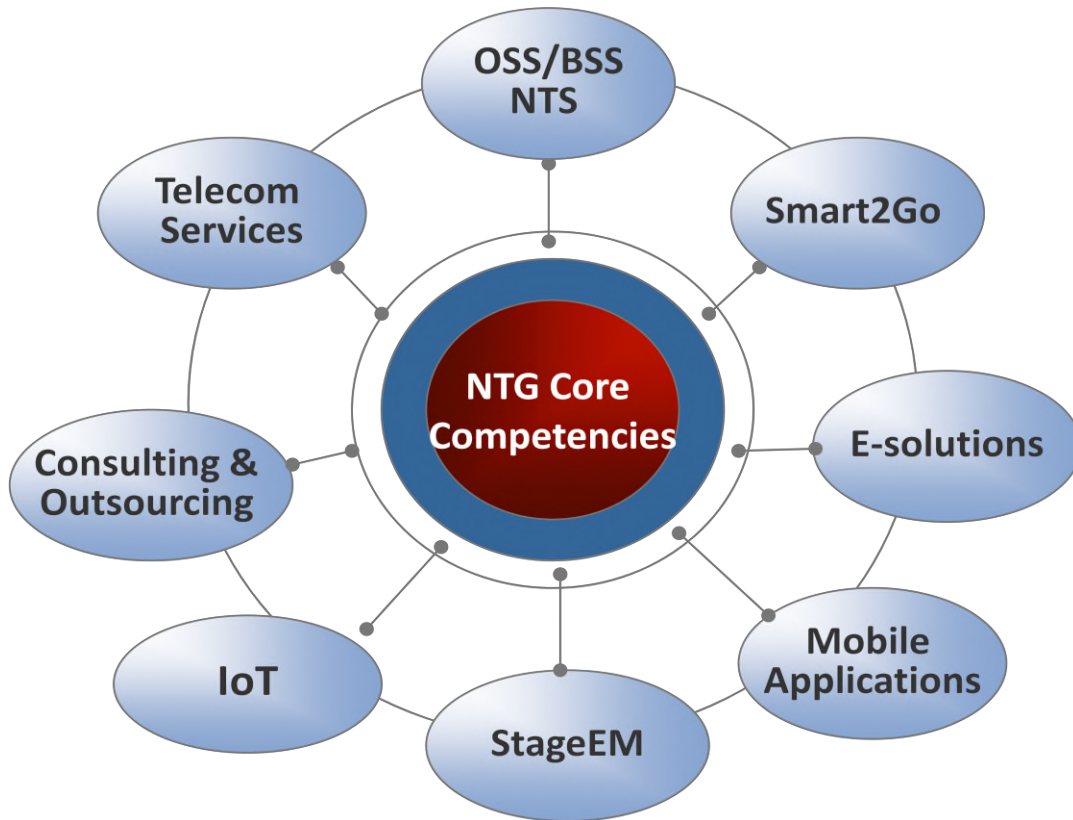 OSS/BSS
NTS
Smart2Go
Telecom
Services
NTG Core
Competencies
E-solutions
Consulting &
Outsourcing
Mobile
Applications
IoT
StageEM